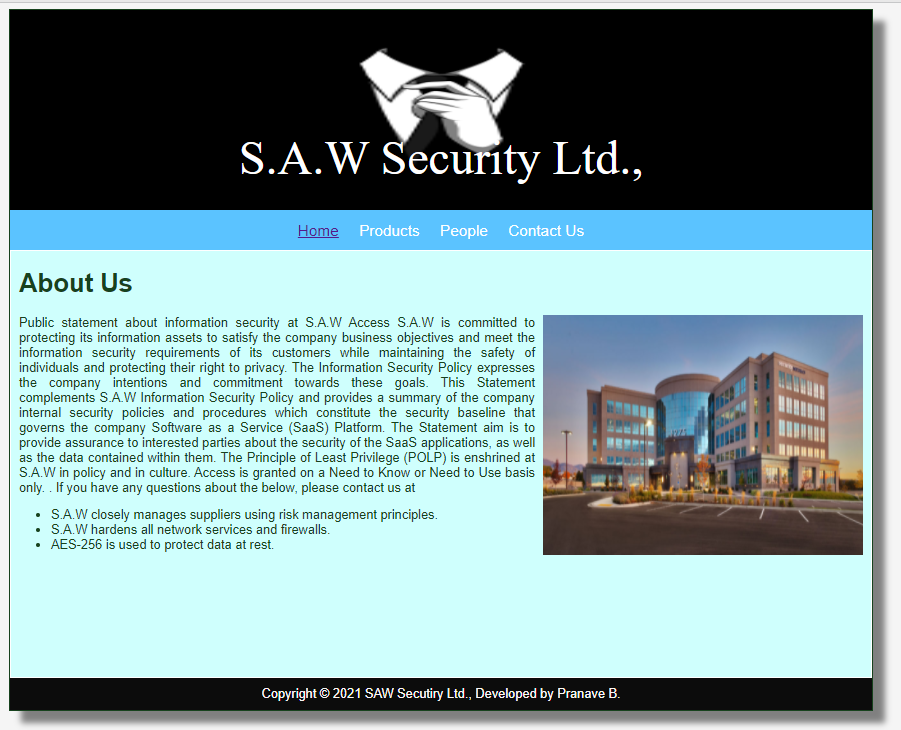 S.A.W Security Ltd.,
Home Products People Contact Us
About Us
Public statement about information security at S.A.W Access S.A.W is committed to
protecting its information assets to satisfy the company business objectives and meet the
information security requirements of its customers while maintaining the safety of
individuals and protecting their right to privacy. The Information Security Policy expresses
the company intentions and commitment towards these goals. This Statement
complements S.A.W Information Security Policy and provides a summary of the company
internal security policies and procedures which constitute the security baseline that
governs the company Software as a Service (SaaS) Platform. The Statement aim is to
provide assurance to interested parties about the security of the SaaS applications, as well
as the data contained within them. The Principle of Least Privilege (POLP) is enshrined at
S.A.W in policy and in culture. Access is granted on a Need to Know or Need to Use basis
only. . If you have any questions about the below, please contact us at
• S.A.W closely manages suppliers using risk management principles.
• S.A.W hardens all network services and firewalls.
• AES-256 is used to protect data at rest.
Copyright © 2021 SAW Secutiry Ltd., Developed by Pranave B.